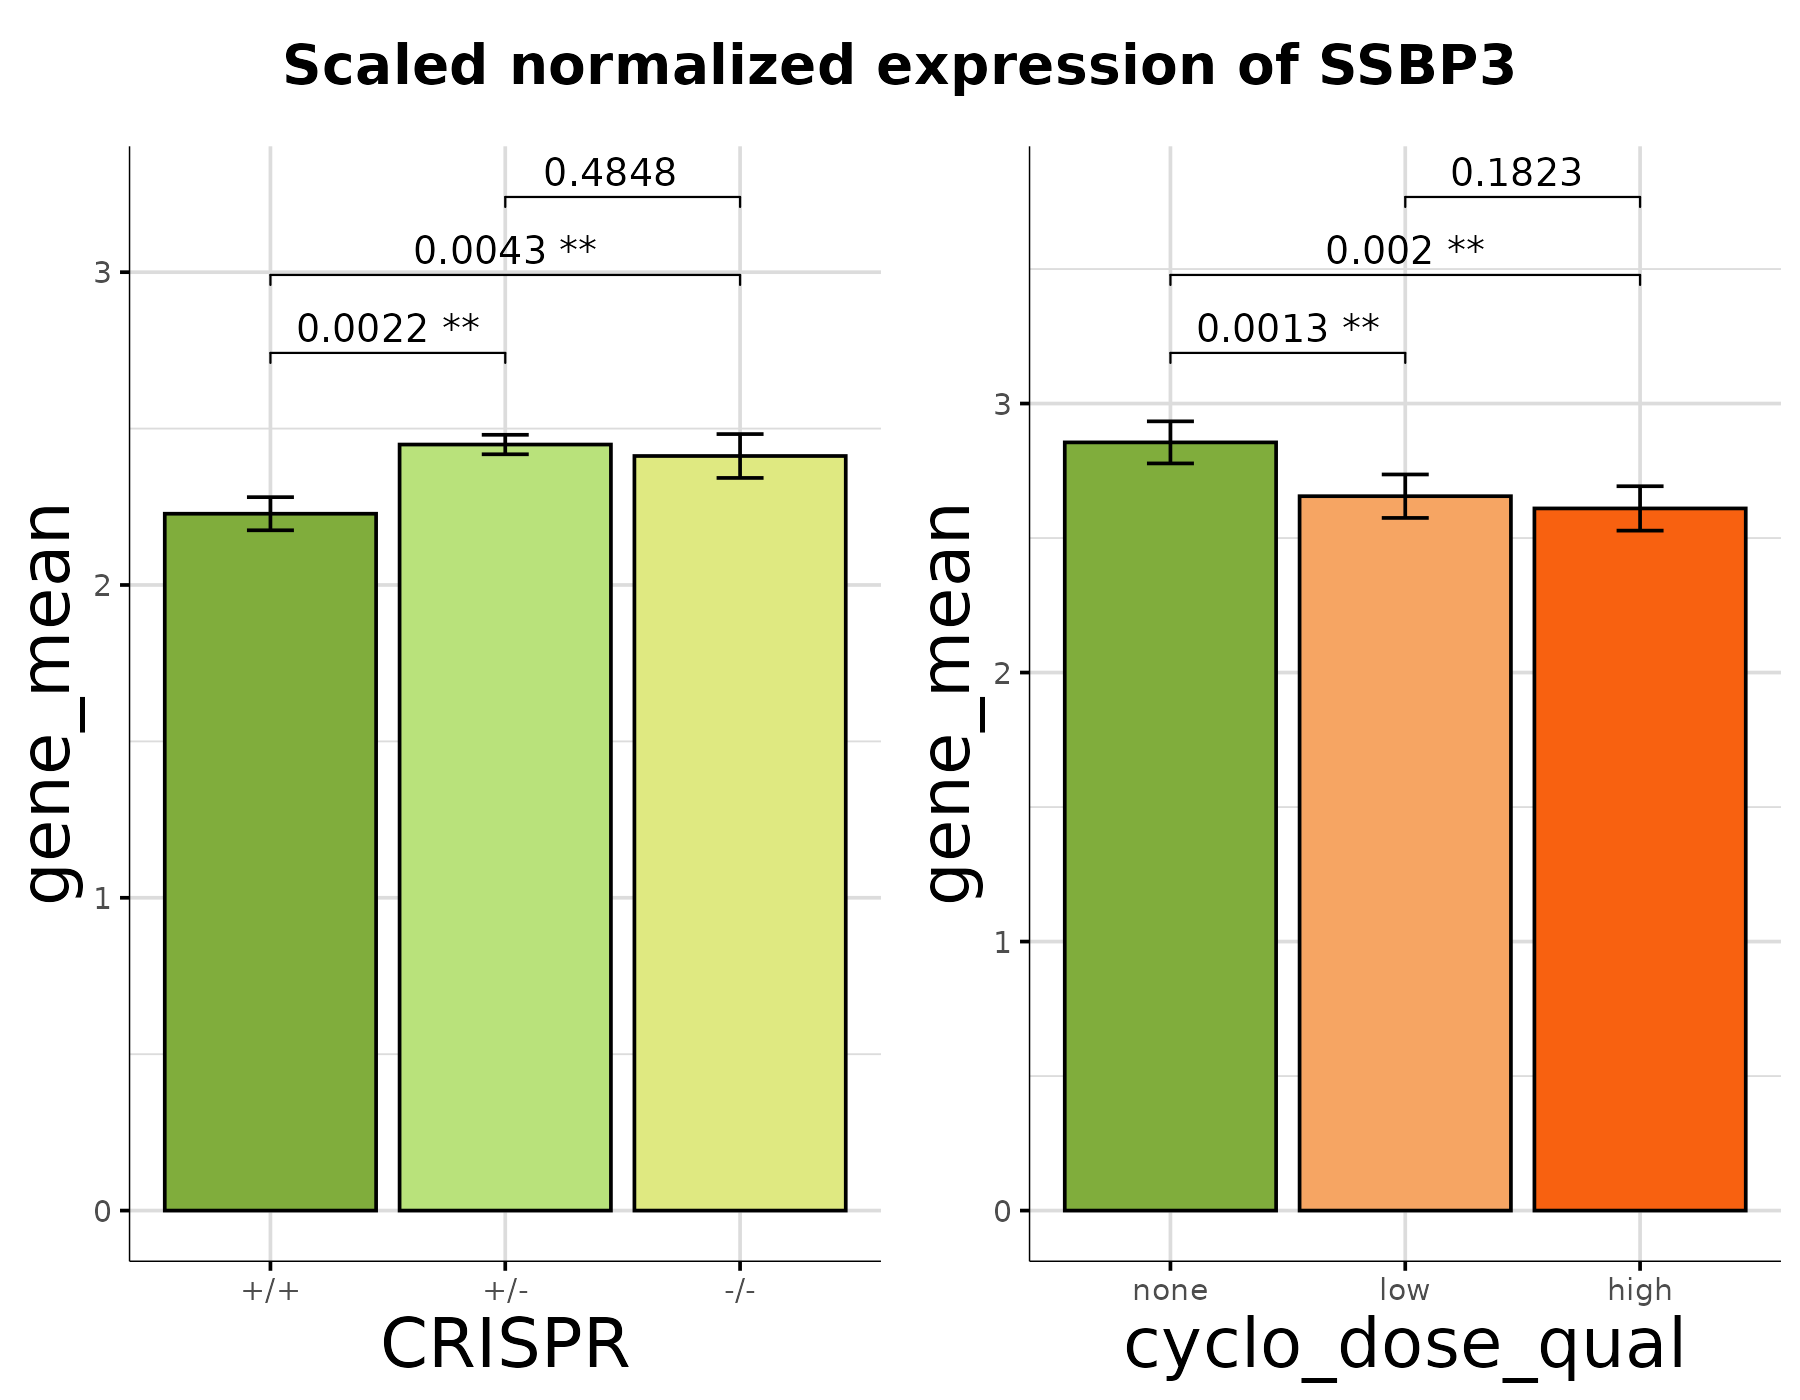 Scaled normalized expression of SSBP3
0.4848
0.0043 **
0.0022 **
3
2
1
0
gene_mean
+/+ +/- -/-
CRISPR
0.1823
0.002 **
0.0013 **
3
2
1
0
gene_mean
none low high
cyclo_dose_qual